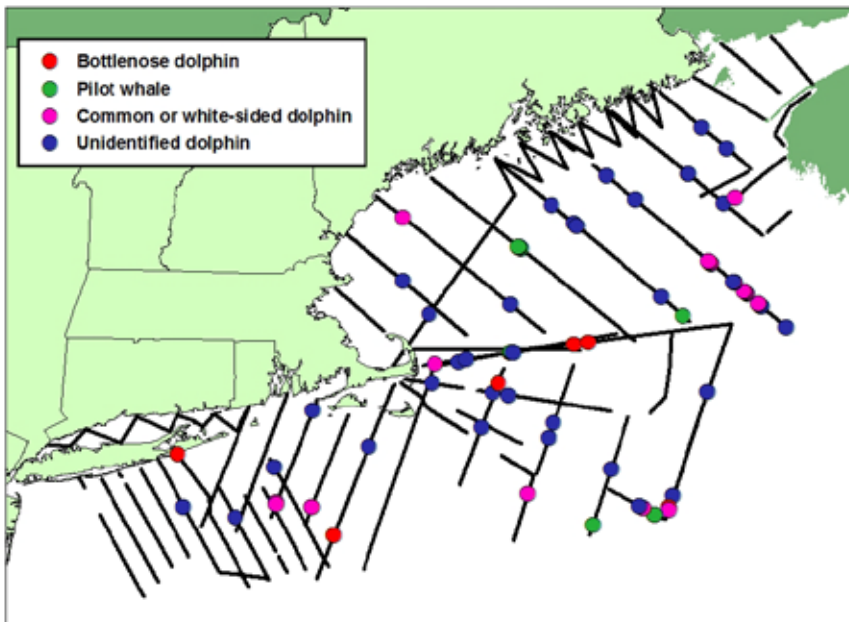 Bottlenose dolphin
Pilot whale
Common or white-sided dolphin
Unidentified dolphin